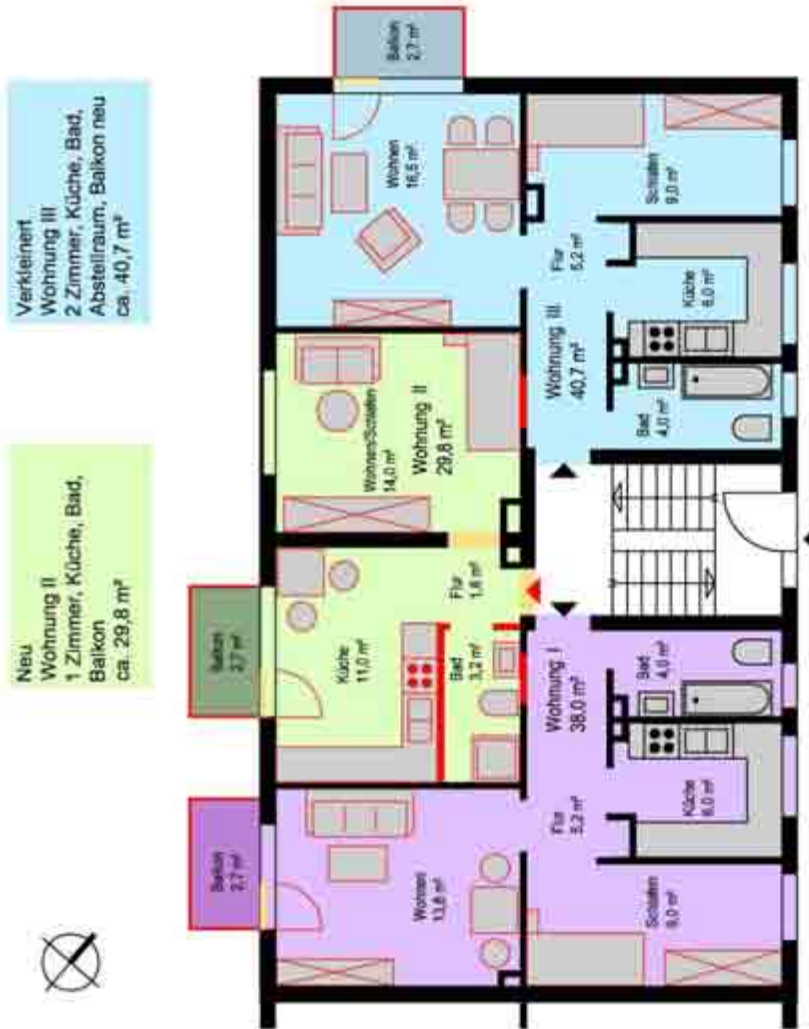 Verkleinert
Wohnung III
2 Zimmer, Küche, Bad,
Abstellraum, Balkon neu
ca. 40,7 m²
Neu
Wohnung II
1 Zimmer, Küche, Bad,
Balkon
ca. 29,8 m²
Balkon
2,7 m²
Wohnen
16,5 m²
Schlafen
9,0 m²
Flur
5,2 m²
Küche
6,0 m²
Wohnung III
40,7 m²
Bad
4,0 m²
Wohnen/Schlafen
14,0 m²
Wohnung II
29,8 m²
Balkon
2,7 m²
Küche
11,0 m²
Flur
1,6 m²
Bad
3,2 m²
Wohnung I
38,0 m²
Bad
4,0 m²
Balkon
2,7 m²
Wohnen
13,8 m²
Flur
5,2 m²
Küche
6,0 m²
Schlafen
9,0 m²